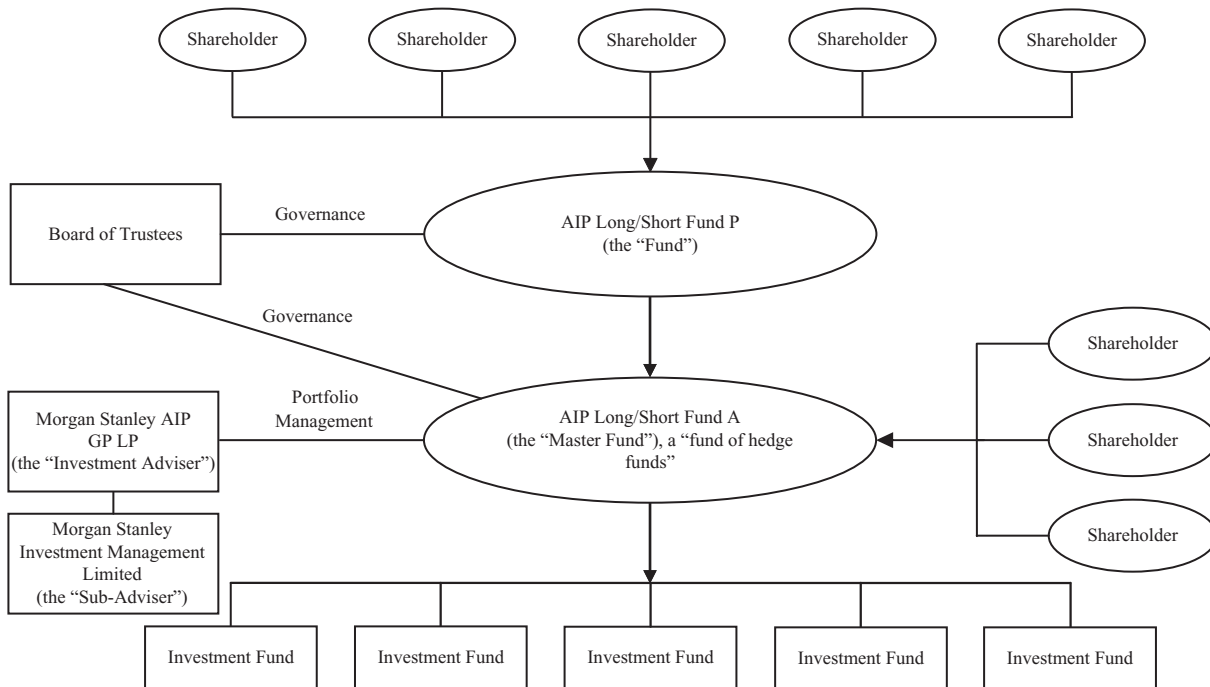 Shareholder
Shareholder
Shareholder
Shareholder
Shareholder
Board of Trustees
Governance
AIP Long/Short Fund P
(the “Fund”)
Governance
Shareholder
Shareholder
Shareholder
Morgan Stanley AIP
GP LP
(the “Investment Adviser”)
Portfolio
Management
AIP Long/Short Fund A
(the “Master Fund”), a “fund of hedge
funds”
Morgan Stanley
Investment Management
Limited
(the “Sub-Adviser”)
Investment Fund
Investment Fund
Investment Fund
Investment Fund
Investment Fund